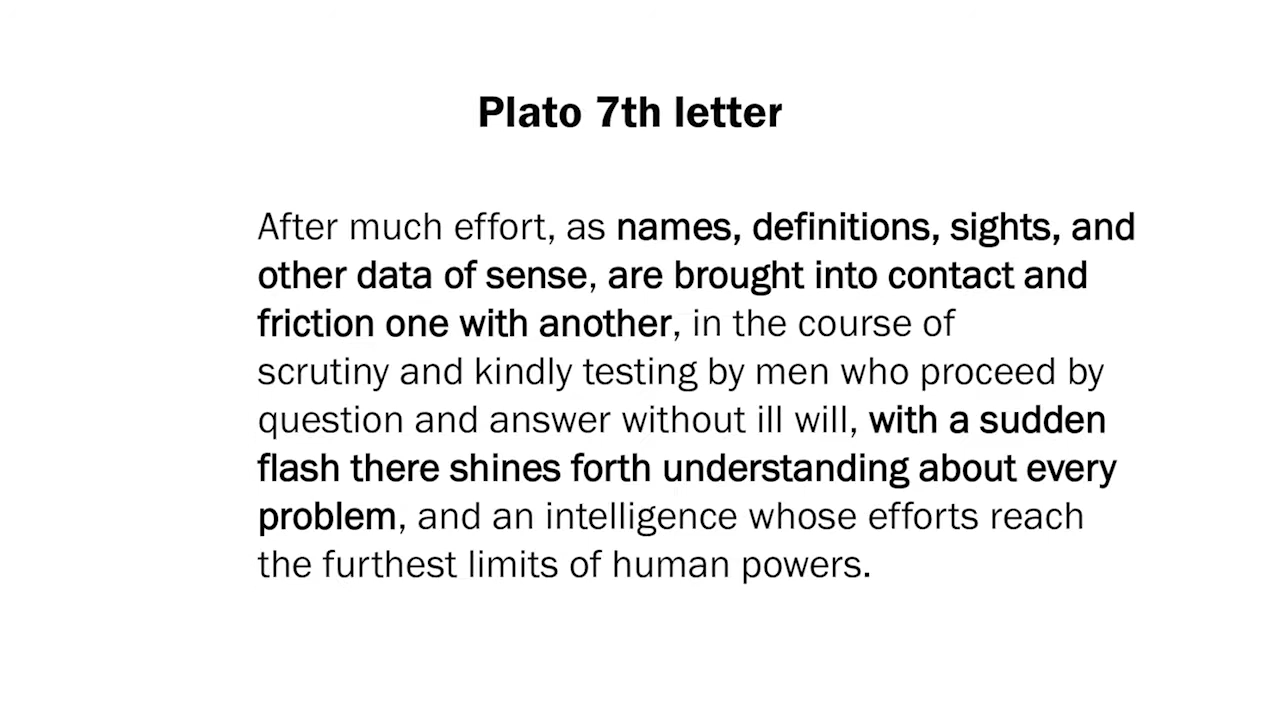 Plato 7th letter
After much effort, as names, definitions, sights, and
other data of sense, are brought into contact and
friction one with another, in the course of
scrutiny and kindly testing by men who proceed by
question and answer without ill will, with a sudden
flash there shines forth understanding about every
problem, and an intelligence whose efforts reach
the furthest limits of human powers.